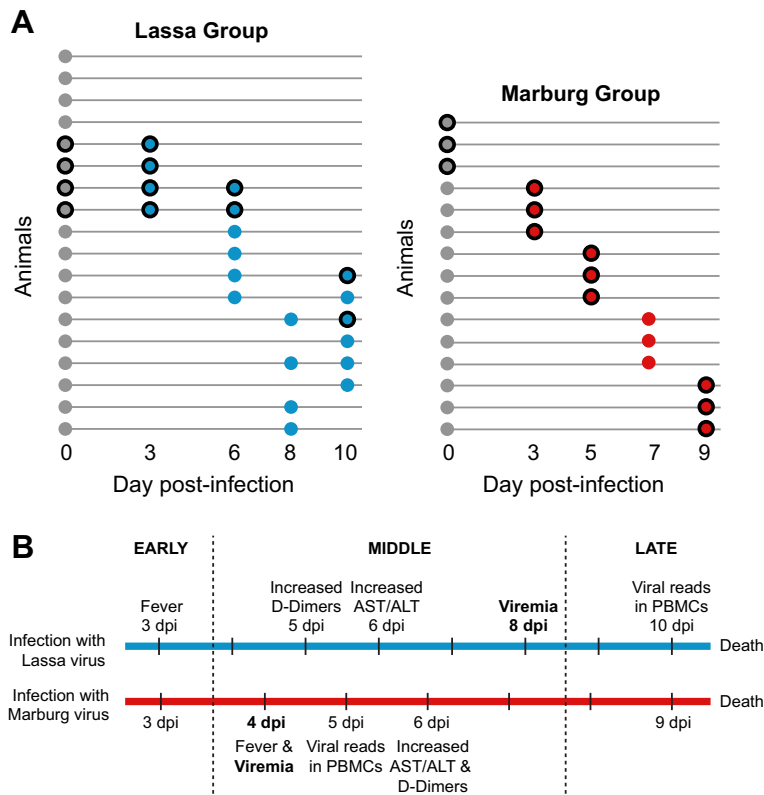 A
Lassa Group
Animals
0 3 6 8 10
Day post-infection
Marburg Group
Animals
0 3 5 7 9
Day post-infection
B
EARLY MIDDLE LATE
Fever
3 dpi
Increased
D-Dimers
5 dpi
Increased
AST/ALT
6 dpi
Viremia
8 dpi
Viral reads
in PBMCs
10 dpi
Infection with
Lassa virus
Death
Infection with
Marburg virus
Death
3 dpi
4 dpi
Fever &
Viremia
5 dpi
Viral reads
in PBMCs
6 dpi
Increased
AST/ALT &
D-Dimers
9 dpi